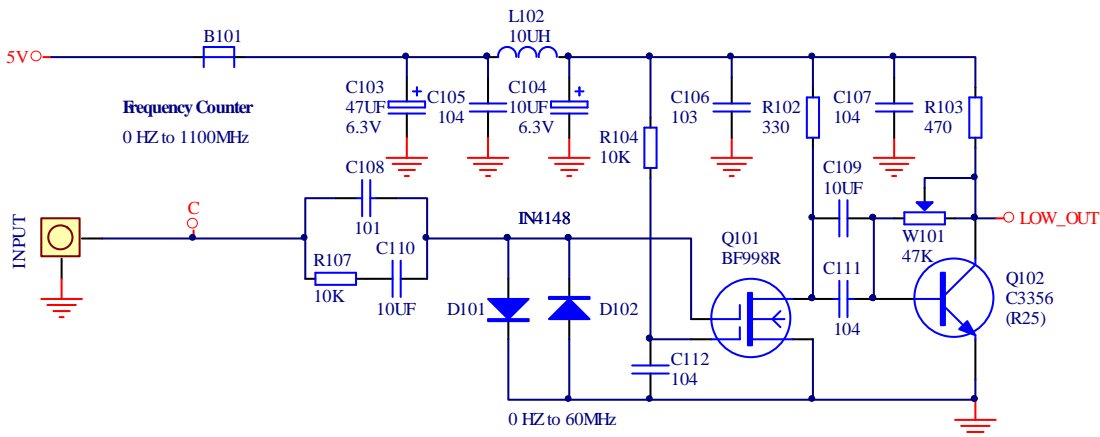 B101
L102
10UH
5V
Frequency Counter
0 HZ to 1100MHz
C103
47UF
6.3V
C105
104
C104
10UF
6.3V
C106
103
R102
330
C107
104
R103
470
R104
10K
C108
101
C109
10UF
INPUT
C
C110
10UF
R107
10K
IN4148
D101
D102
Q101
BF998R
W101
47K
LOW_OUT
C111
104
Q102
C3356
(R25)
C112
104
0 HZ to 60MHz